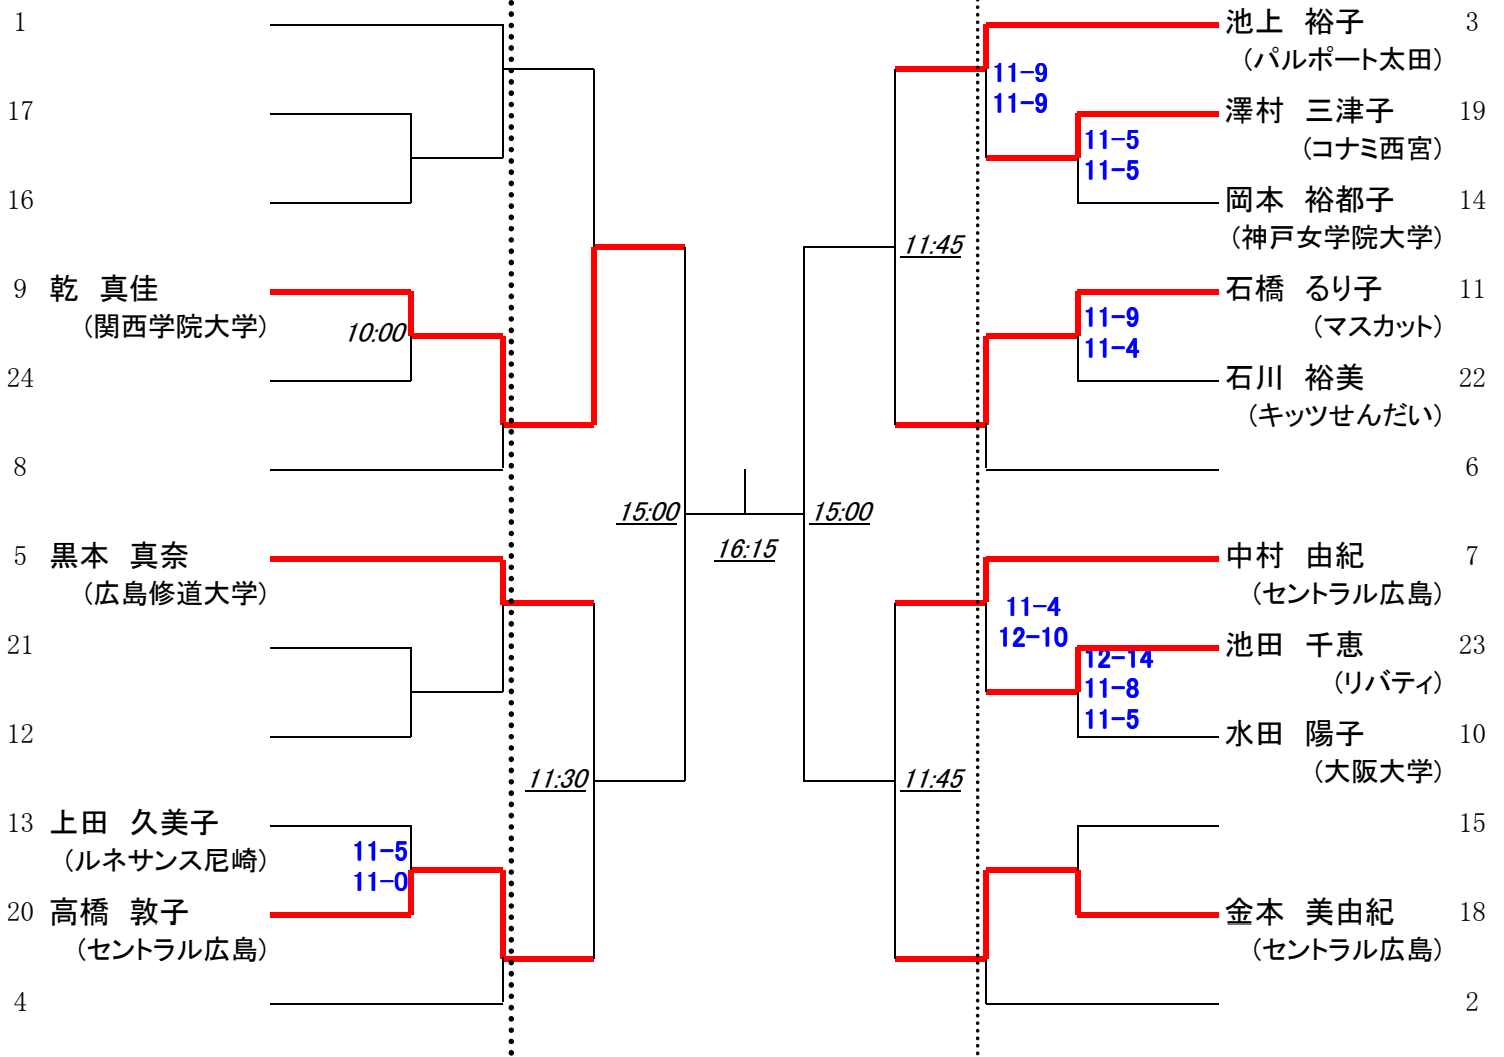 1
17
16
9 乾 真佳
(関西学院大学)
10:00
24
8
5 黒本 真奈
(広島修道大学)
21
12
11:30
13 上田 久美子
(ルネサンス尼崎)
11-5
11-0
20 高橋 敦子
(セントラル広島)
4
15:00
16:15
15:00
池上 裕子 3
(パルポート太田)
11-9
11-9
澤村 三津子 19
(コナミ西宮)
11-5
11-5
岡本 裕都子 14
(神戸女学院大学)
11:45
石橋 るり子 11
(マスカット)
11-9
11-4
石川 裕美 22
(キッツせんだい)
6
中村 由紀 7
(セントラル広島)
11-4
12-10
池田 千恵 23
(リバティ)
12-14
11-8
11-5
水田 陽子 10
(大阪大学)
11:45
15
金本 美由紀 18
(セントラル広島)
2